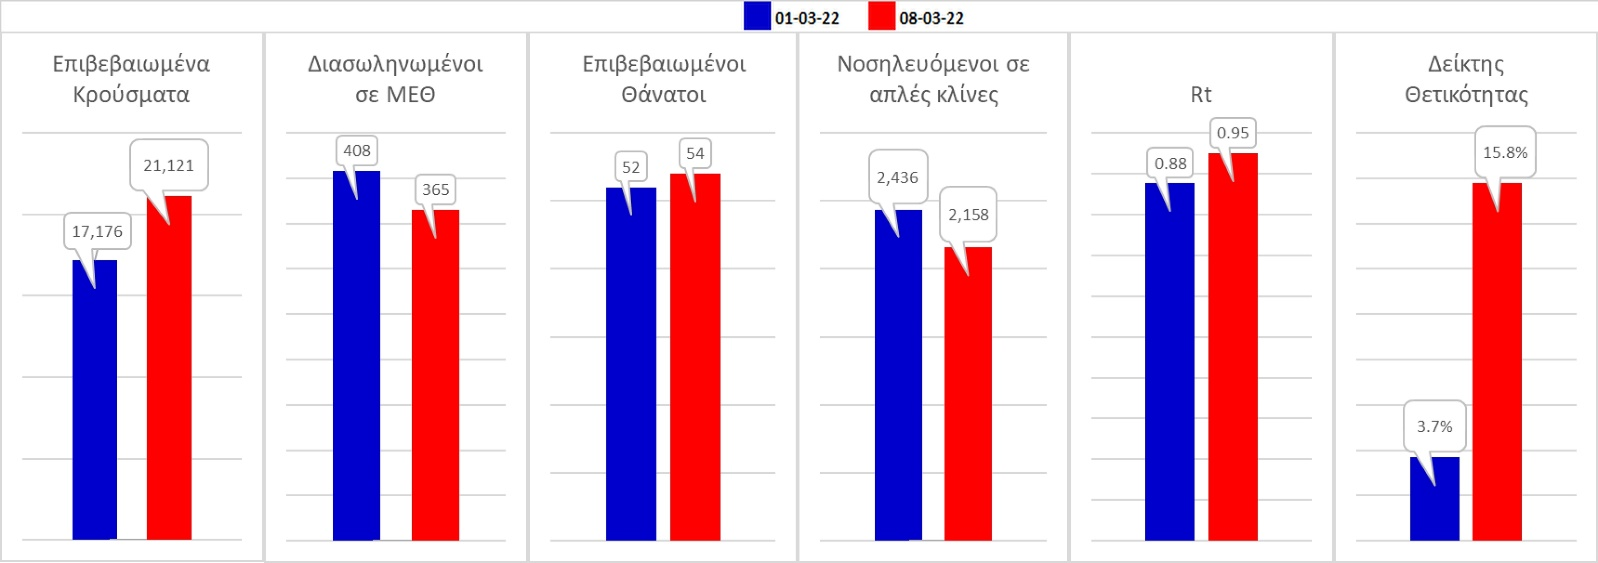 01-03-22 08-03-22
Επιβεβαιωμένα
Κρούσματα
17,176
21,121
Διασωληνωμένοι
σε ΜΕΘ
408
365
Επιβεβαιωμένοι
Θάνατοι
52
54
Νοσηλευόμενοι σε
απλές κλίνες
2,436
2,158
Rt
0.88
0.95
Δείκτης
Θετικότητας
3.7%
15.8%